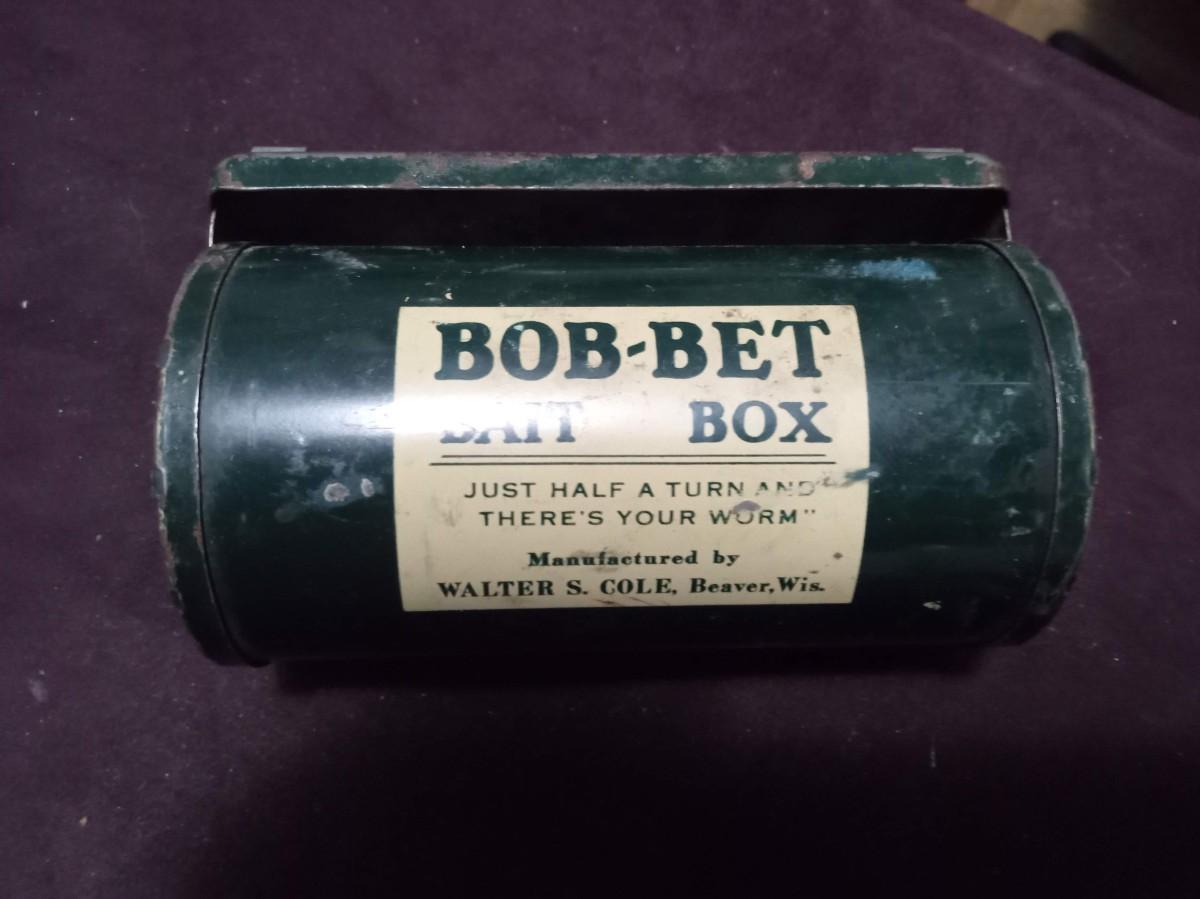 BOB-BET
BAIT BOX
JUST HALF A TURN AND
THERE'S YOUR WORM"
Manufactured by
WALTER S. COLE, Beaver, Wis.